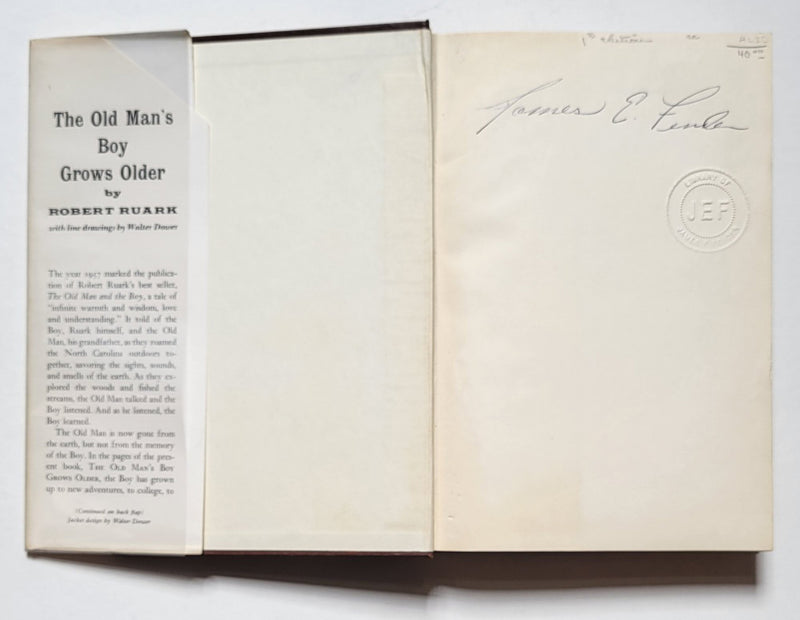 The Old Man's
Boy
Grows Older
by
ROBERT RUARK
with line drawings by Walter Dower
The year 1957 marked the publica-
tion of Robert Ruark's best seller,
The Old Man and the Boy, a tale of
"infinite warmth and wisdom, love
and understanding." It told of the
Boy, Ruark himself, and the Old
Man, his grandfather, as they roamed
the North Carolina outdoors to-
gether, savoring the sights, sounds,
and smells of the earth. As they ex-
plored the woods and fished the
streams, the Old Man talked and the
Boy listened. And as he listened, the
Boy learned.
The Old Man is now gone from
the earth, but not from the memory
of the Boy. In the pages of the pres-
ent book, THE OLD MAN'S BOY
GROWS OLDER, the Boy has grown
up to new adventures, to college, to
(Continued on back flap)
Jacket design by Walter Dower
40
James E.
LIBRARY OF
JEF